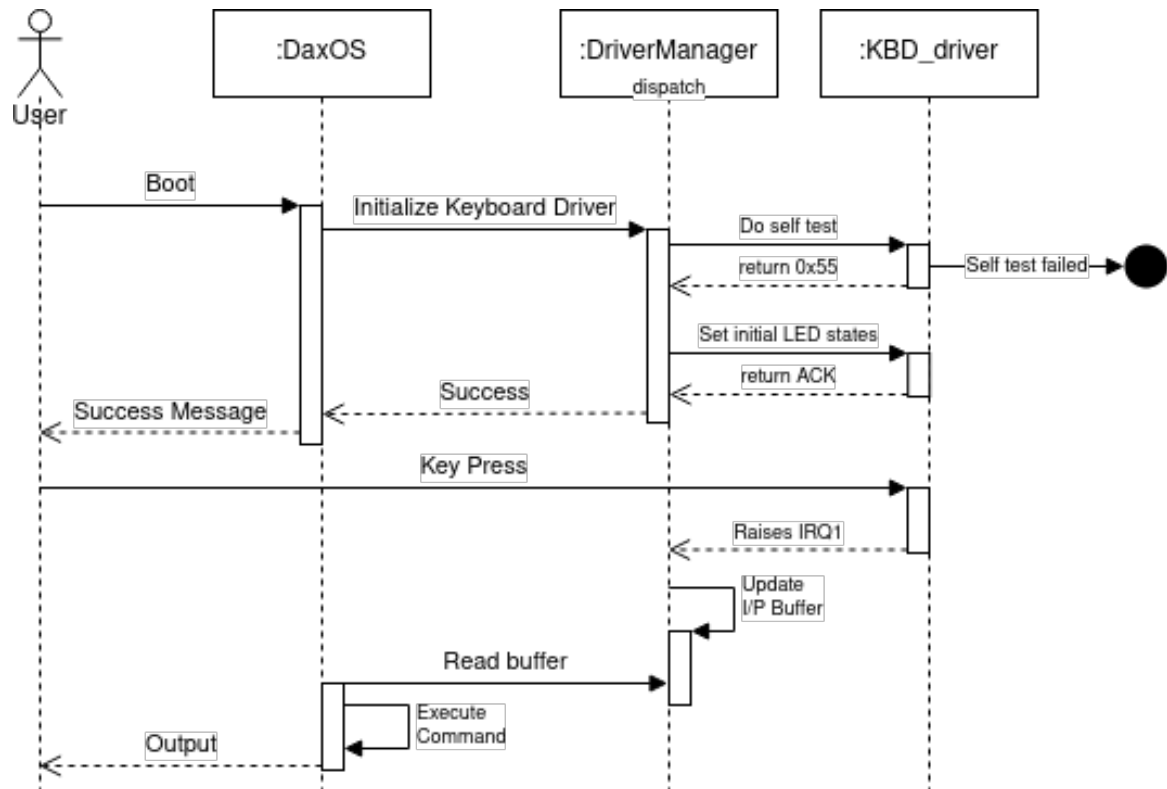 :DaxOS
:DriverManager
:KBD_driver
dispatch
User
Boot
Initialize Keyboard Driver
Do self test
return 0x55
Self test failed
Set initial LED states
return ACK
Success
Success Message
Key Press
Raises IRQ1
Update
I/P Buffer
Read buffer
Execute
Command
Output